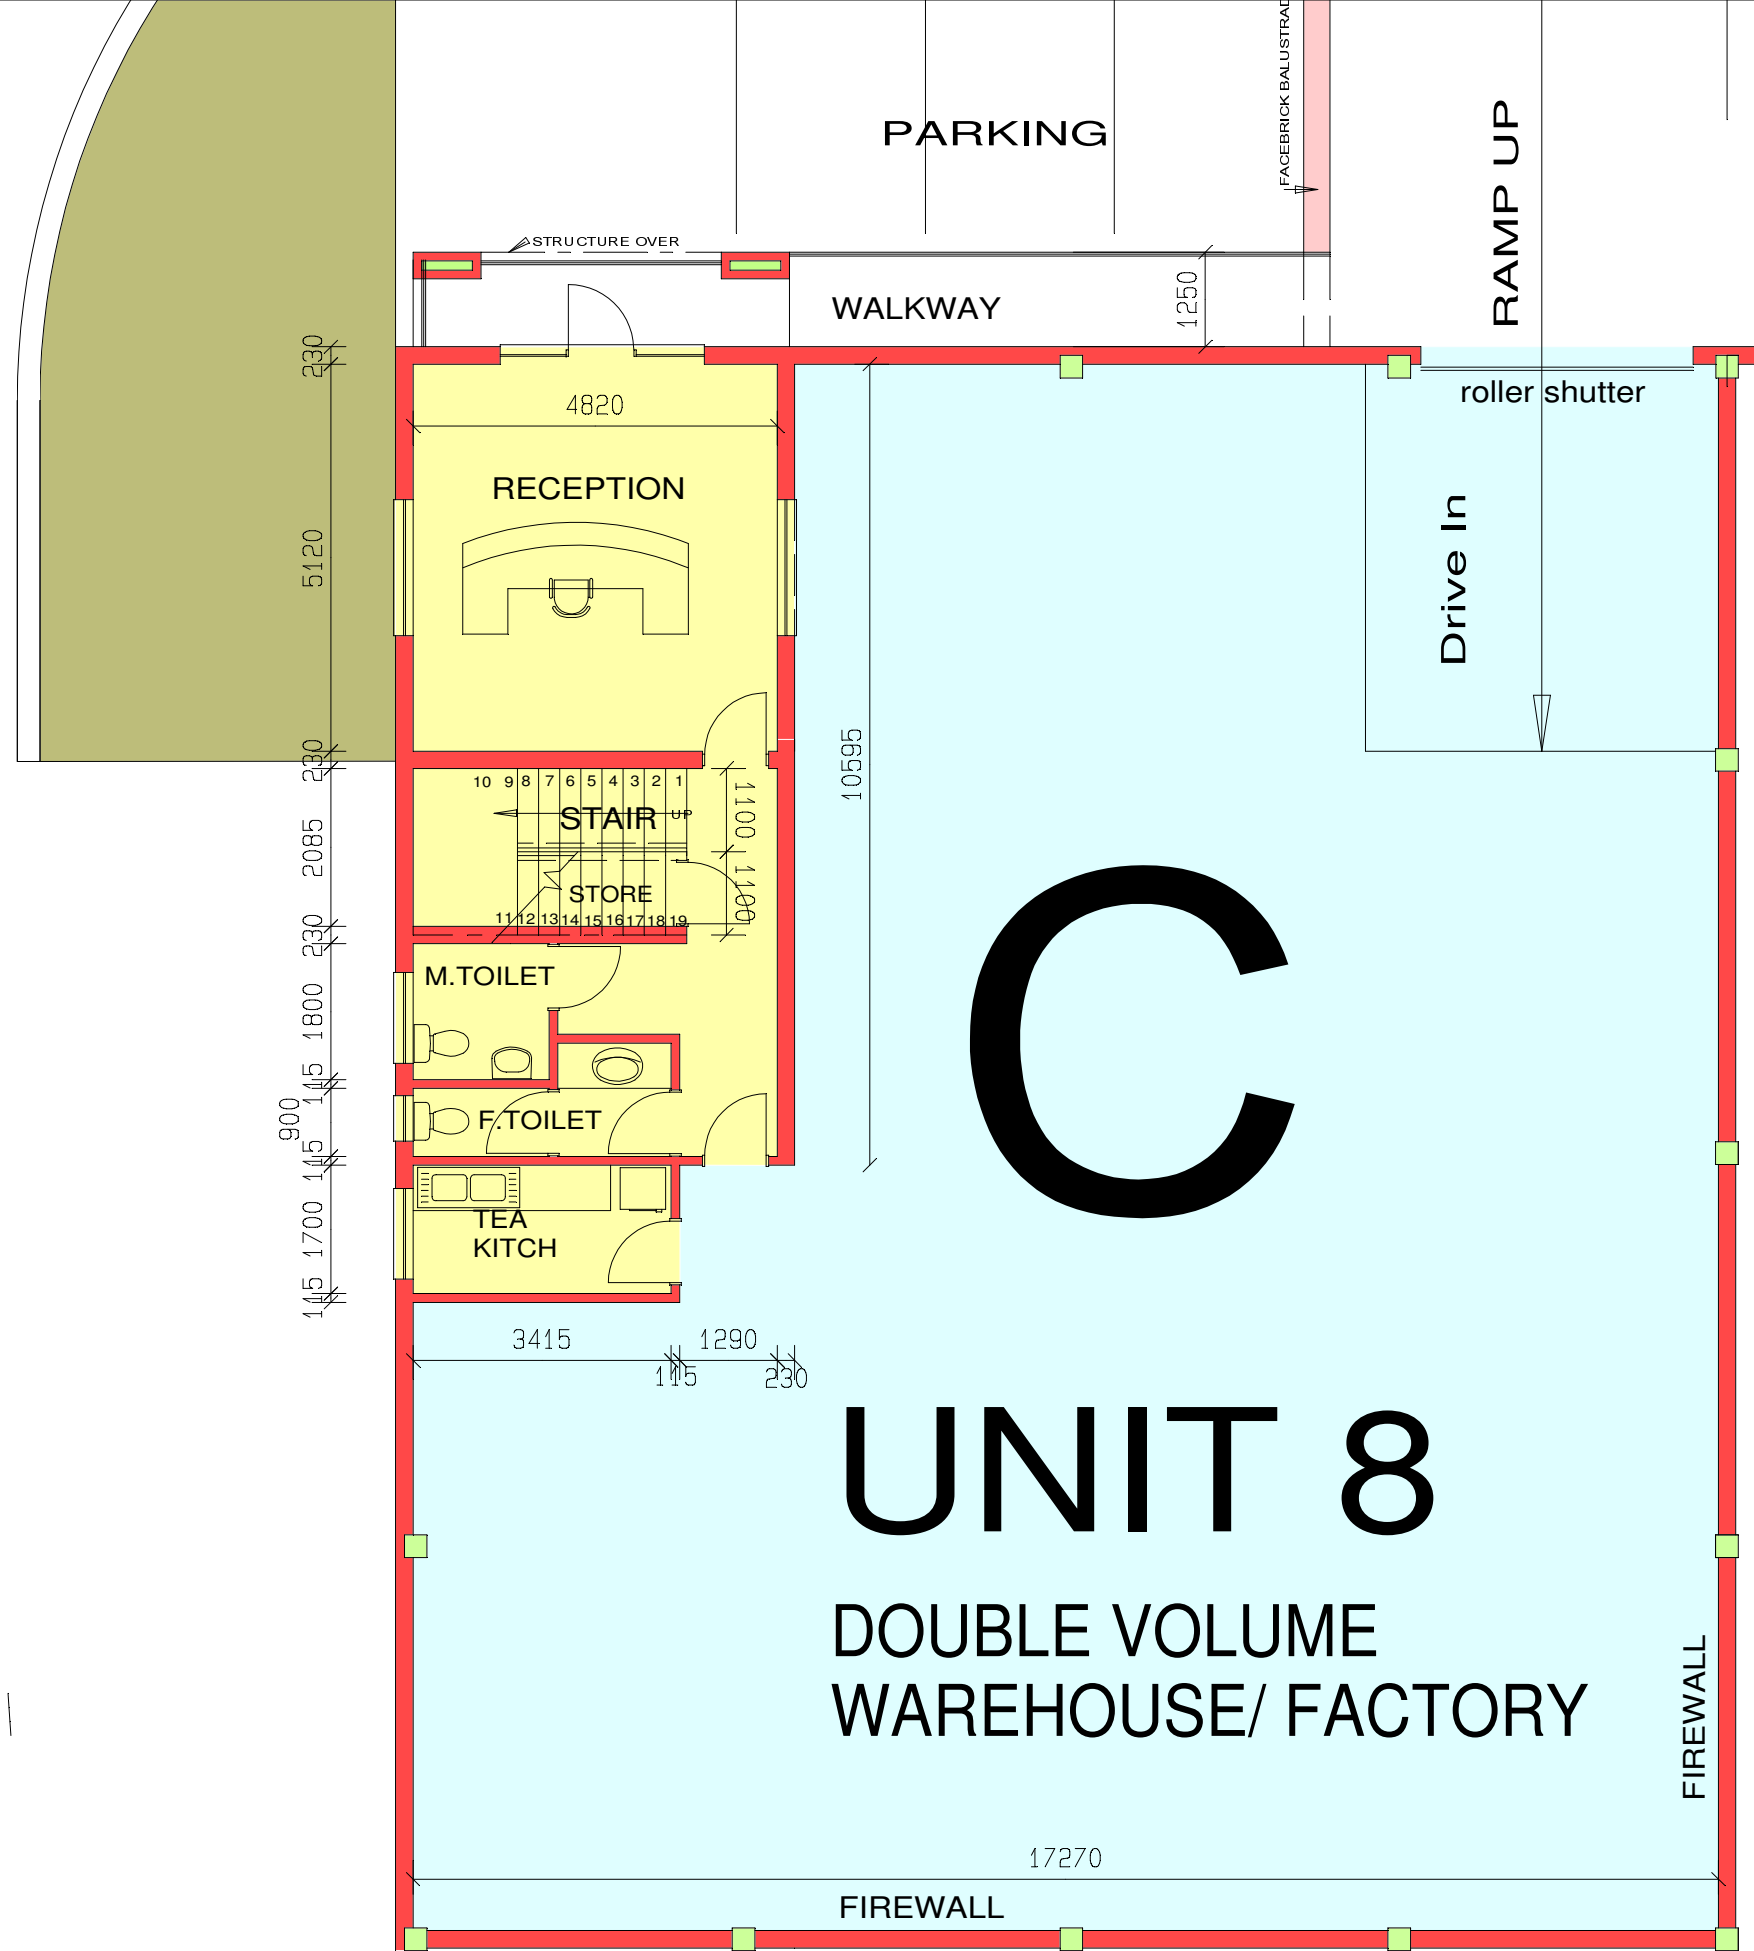 FACEBRICK BALUSTRAD
PARKING
RAMP UP
STRUCTURE OVER
WALKWAY
1250
230
roller shutter
4820
RECEPTION
Drive In
5120
230
10595
10 9 8 7 6 5 4 3 2 1
STAIR
UP
1100
2085
STORE
1100
11 12 13 14 15 16 17 18 19
230
M.TOILET
1800
115
F.TOILET
900
115
TEA
KITCH
1700
115
C
3415
115
1290
230
UNIT 8
DOUBLE VOLUME
WAREHOUSE/ FACTORY
FIREWALL
17270
FIREWALL